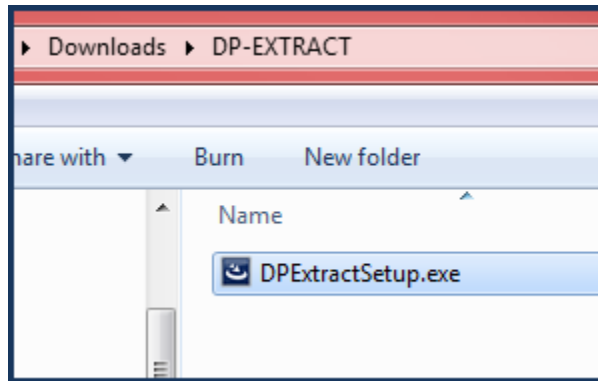 Downloads DP-EXTRACT
hare with Burn New folder
Name
DPExtractSetup.exe